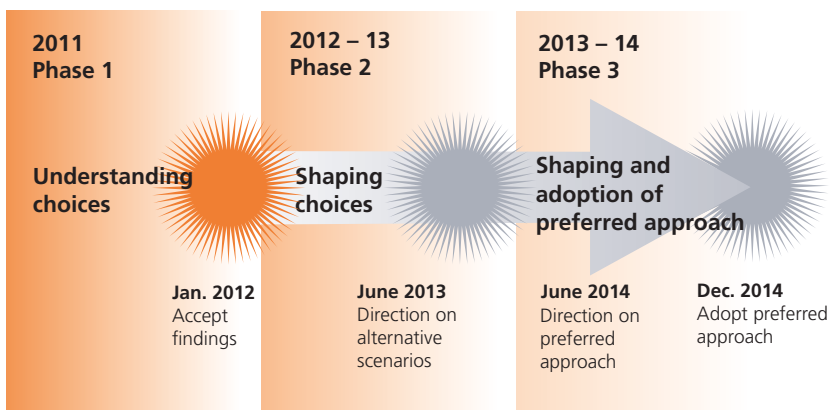 2011
Phase 1
Understanding
choices
Jan. 2012
Accept
findings
2012 – 13
Phase 2
Shaping
choices
June 2013
Direction on
alternative
scenarios
2013 – 14
Phase 3
Shaping and
adoption of
preferred approach
June 2014
Direction on
preferred
approach
Dec. 2014
Adopt preferred
approach